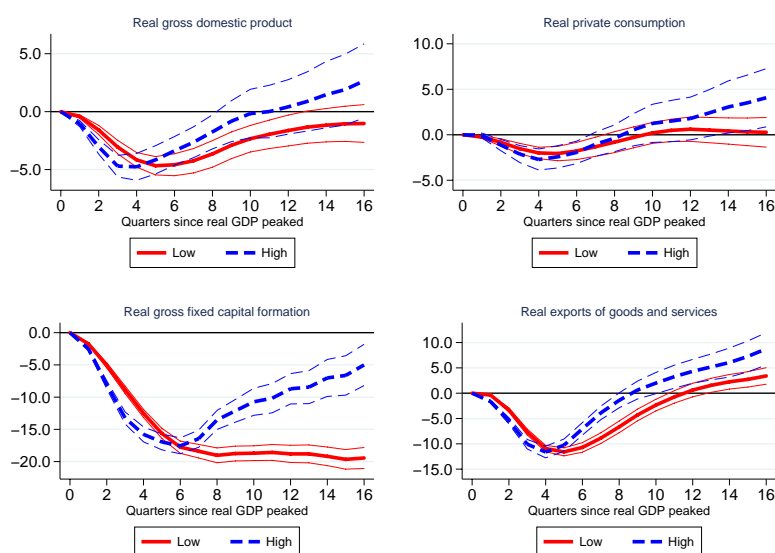 Real gross domestic product
5.0
0.0
−5.0
0 2 4 6 8 10 12 14 16
Quarters since real GDP peaked
Low High
Real private consumption
10.0
5.0
0.0
−5.0
0 2 4 6 8 10 12 14 16
Quarters since real GDP peaked
Low High
Real gross fixed capital formation
0.0
−5.0
−10.0
−15.0
−20.0
0 2 4 6 8 10 12 14 16
Quarters since real GDP peaked
Low High
Real exports of goods and services
10.0
5.0
0.0
−5.0
−10.0
−15.0
0 2 4 6 8 10 12 14 16
Quarters since real GDP peaked
Low High